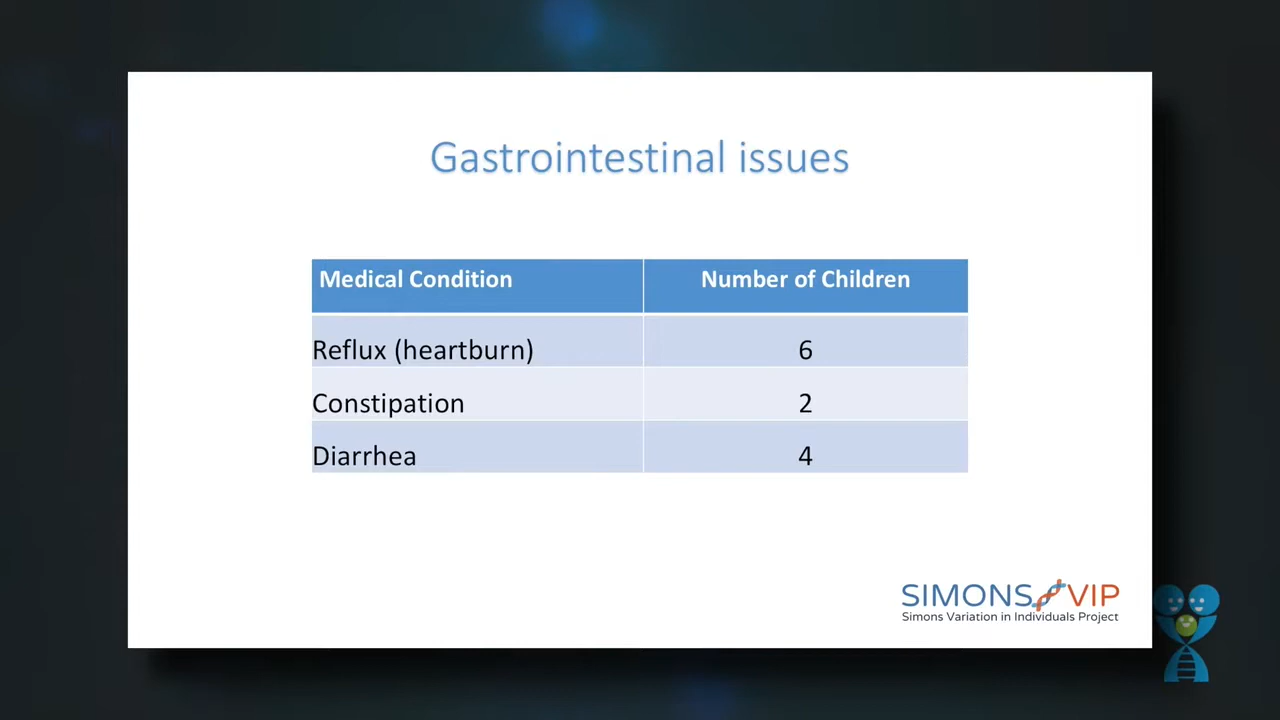 Gastrointestinal issues
Medical Condition Number of Children
Reflux (heartburn) 6
Constipation 2
Diarrhea 4
SIMONS VIP
Simons Variation in Individuals Project